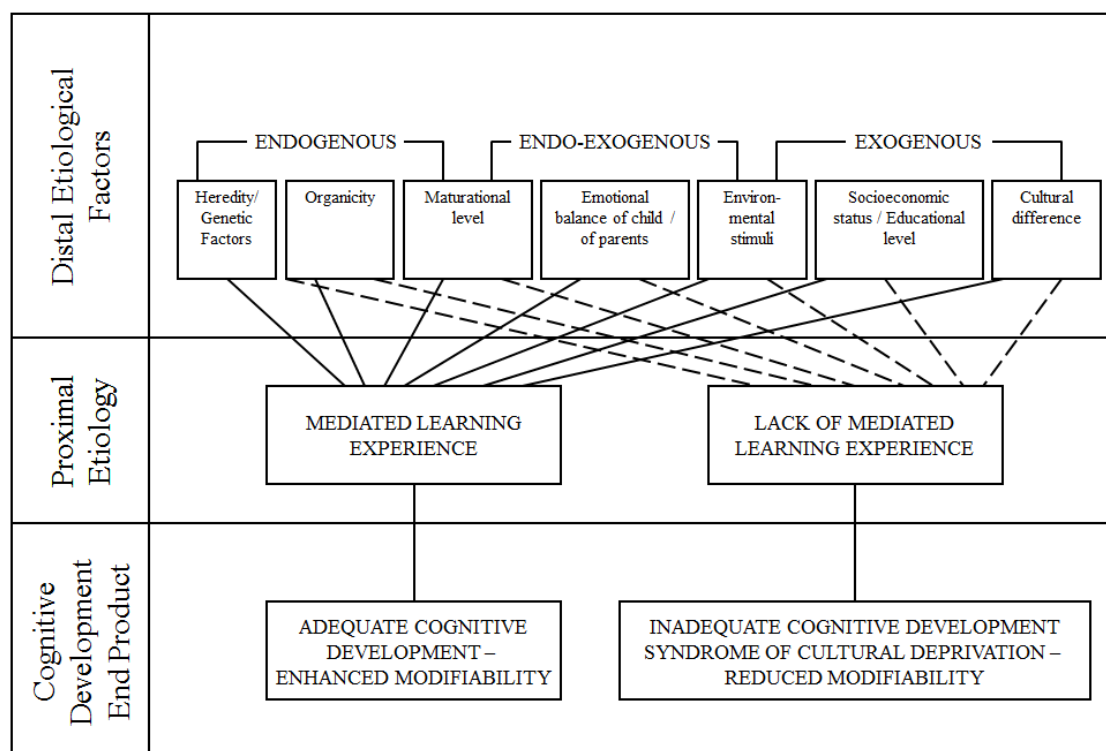 Distal Etiological
Factors
ENDOGENOUS
ENDO-EXOGENOUS
EXOGENOUS
Heredity/
Genetic
Factors
Organicity
Maturational
level
Emotional
balance of child /
of parents
Environ-
mental
stimuli
Socioeconomic
status / Educational
level
Cultural
difference
Proximal
Etiology
MEDIATED LEARNING
EXPERIENCE
LACK OF MEDIATED
LEARNING EXPERIENCE
Cognitive
Development
End Product
ADEQUATE COGNITIVE
DEVELOPMENT –
ENHANCED MODIFIABILITY
INADEQUATE COGNITIVE DEVELOPMENT
SYNDROME OF CULTURAL DEPRIVATION –
REDUCED MODIFIABILITY